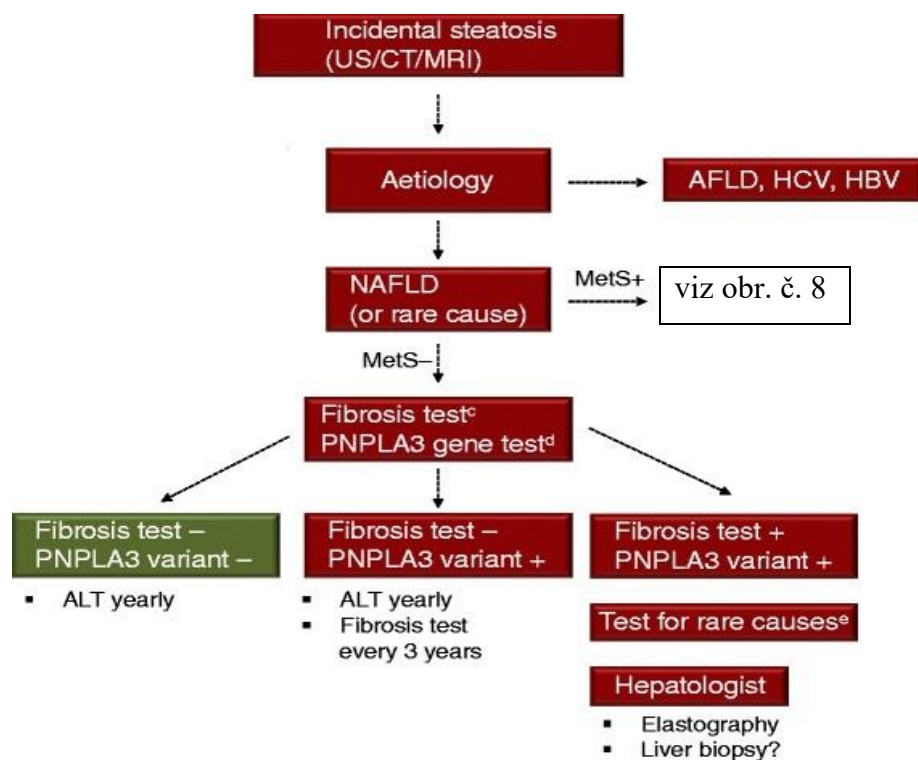 Incidental steatosis
(US/CT/MRI)
Aetiology
AFLD, HCV, HBV
NAFLD
(or rare cause)
MetS+
viz obr. č. 8
MetS–
Fibrosis testᶜ
PNPLA3 gene testᵈ
Fibrosis test –
PNPLA3 variant –
▪ ALT yearly
Fibrosis test –
PNPLA3 variant +
▪ ALT yearly
▪ Fibrosis test
every 3 years
Fibrosis test +
PNPLA3 variant +
Test for rare causesᵉ
Hepatologist
▪ Elastography
▪ Liver biopsy?